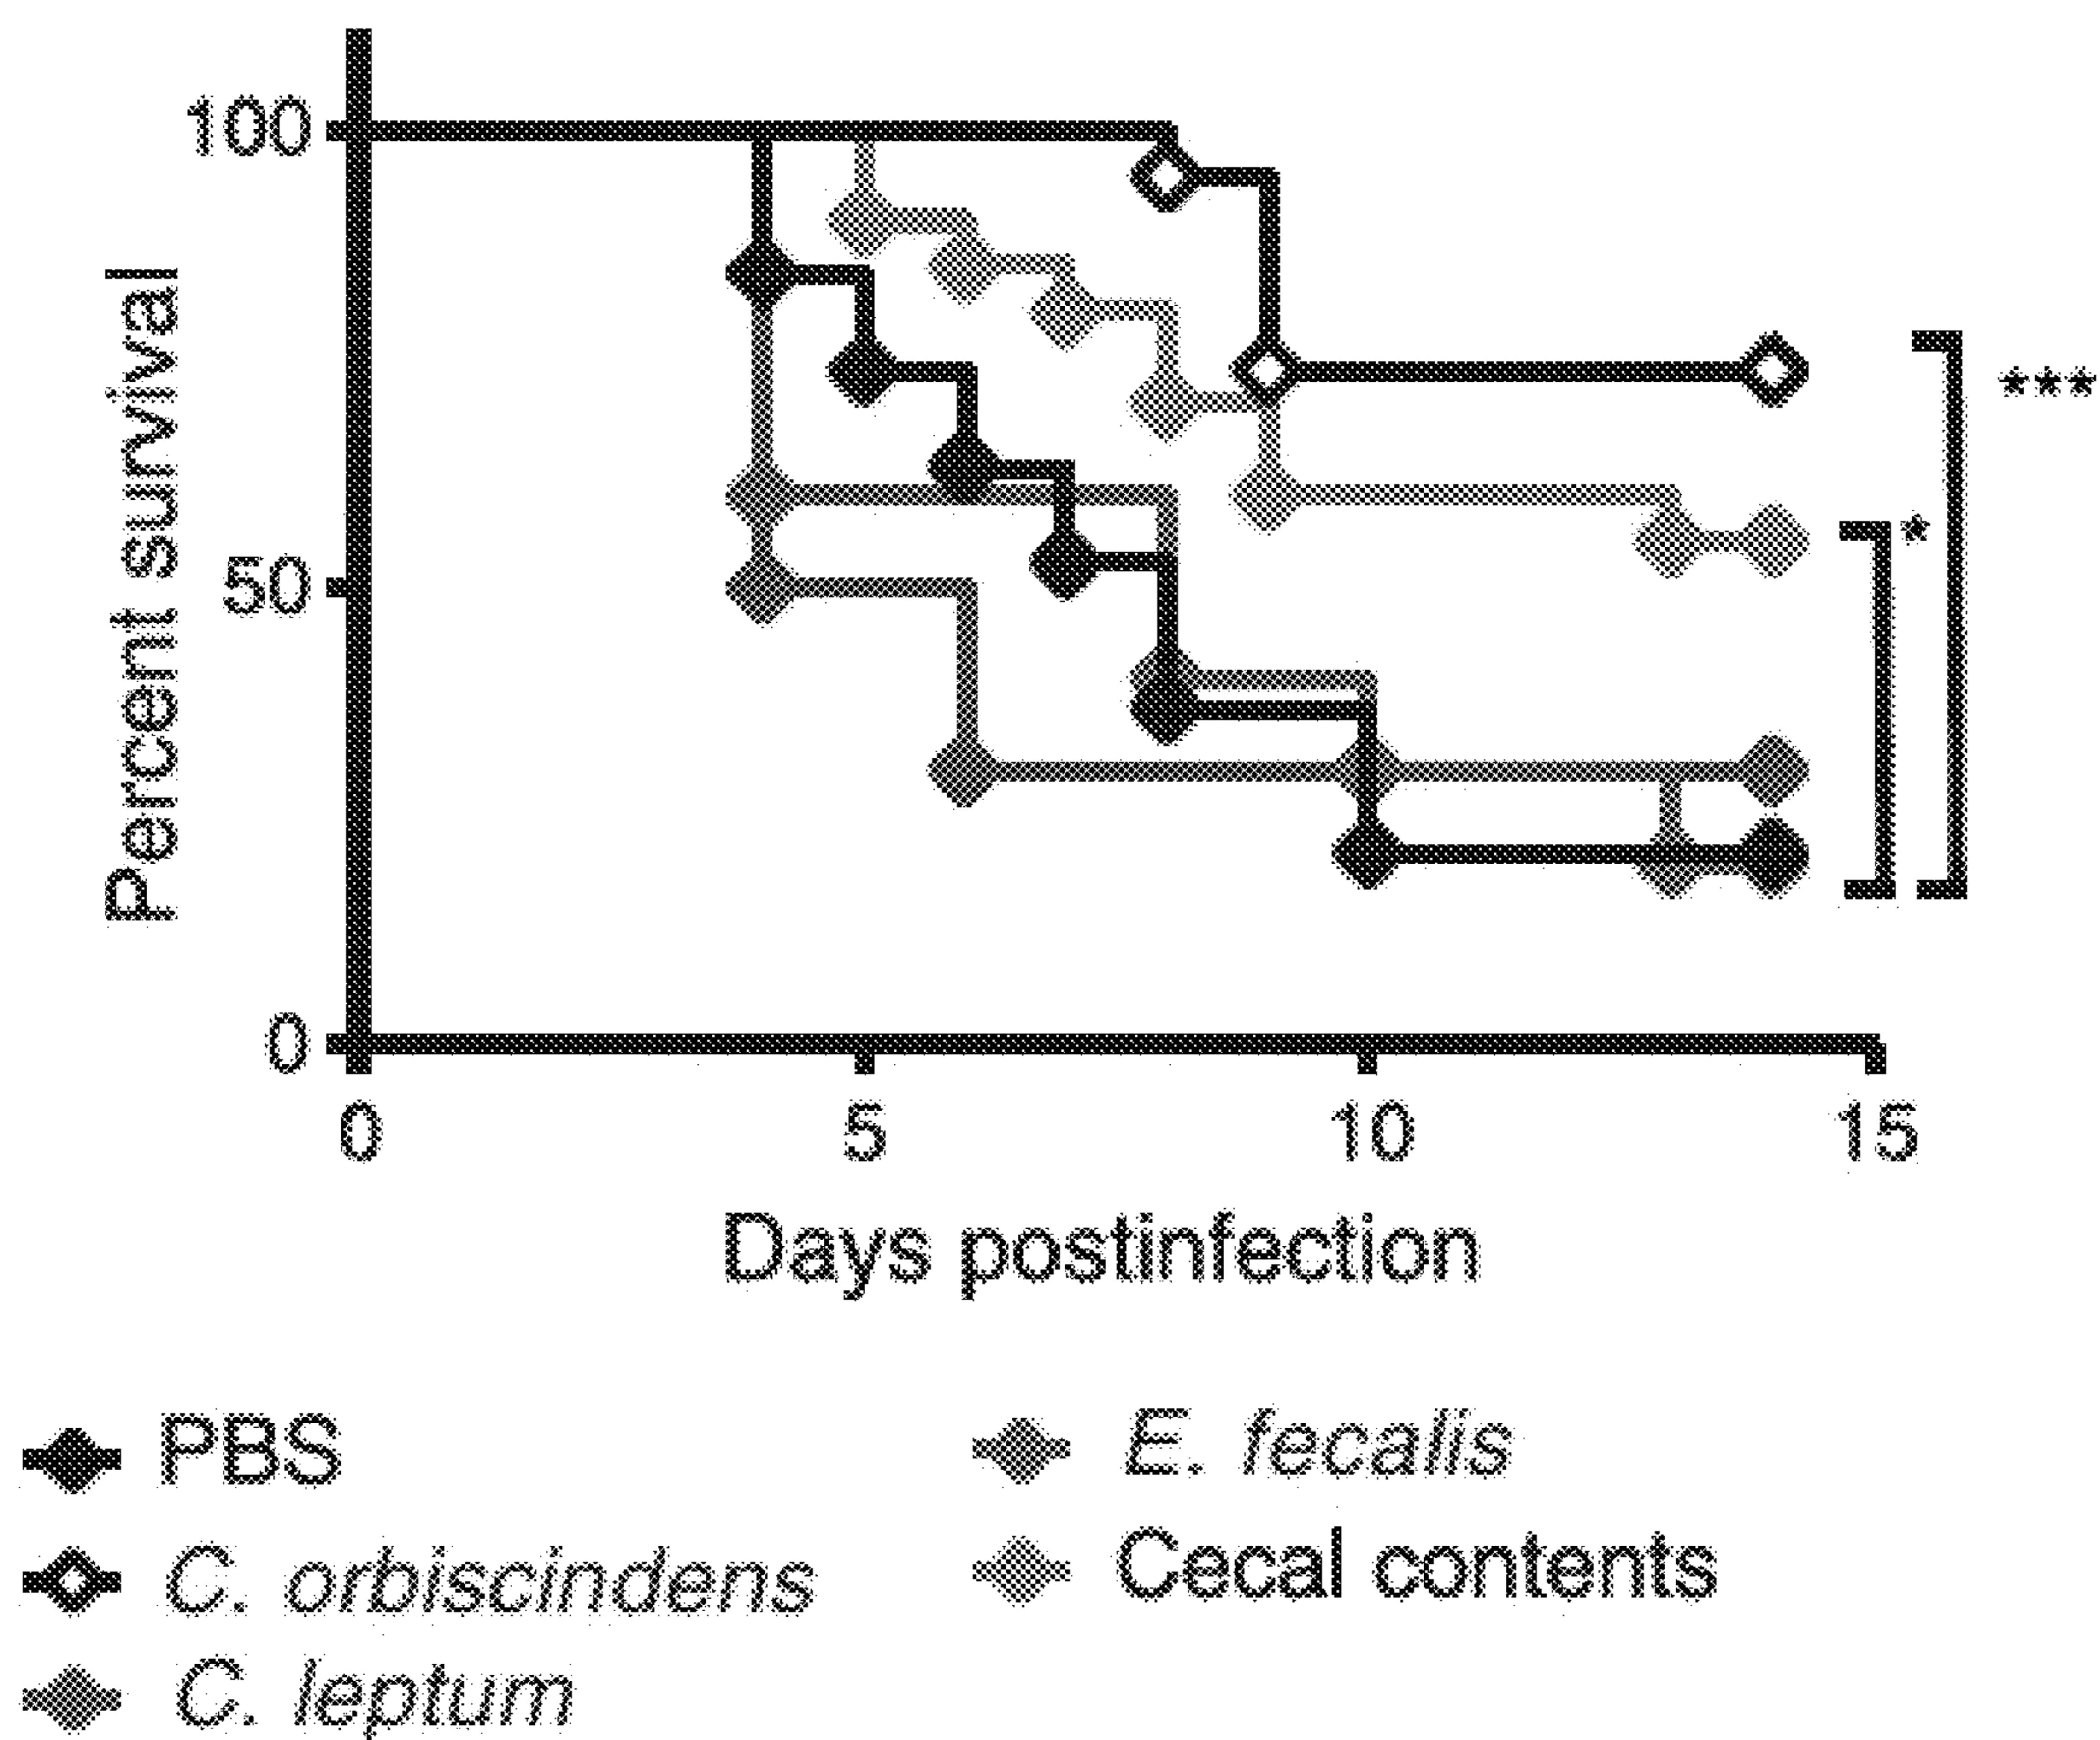 100
50
0
Percent survival
0 5 10 15
Days postinfection
***
*
PBS
C. orbiscindens
C. leptum
E. fecalis
Cecal contents